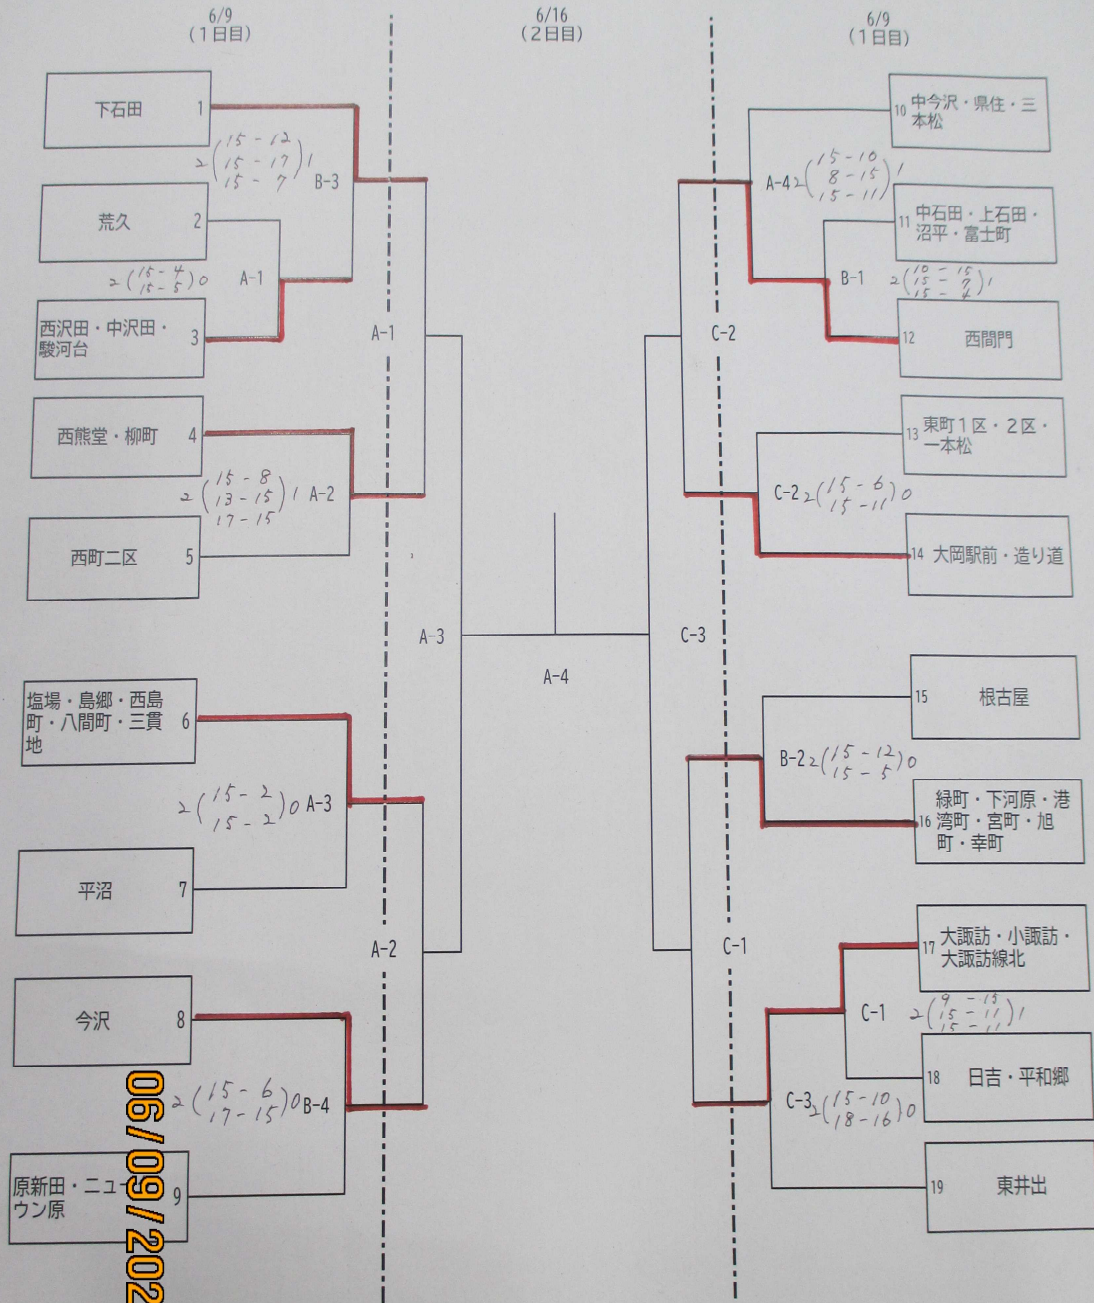 6/9
(1日目)
6/16
(2日目)
6/9
(1日目)
下石田 1
15-12
2(15-17)1
15-7
B-3
荒久 2
2(15-4
15-5)0
A-1
西沢田・中沢田・
駿河台
3
A-1
西熊堂・柳町 4
15-8
2(13-15)1
17-15
A-2
西町二区 5
A-3
塩場・島郷・西島
町・八間町・三貫
地
6
2(15-2
15-2)0
A-3
平沼 7
A-2
今沢 8
2(15-6
17-15)0
B-4
原新田・ニュー
ウン原
9
A-4
10 中今沢・県住・三
本松
A-4
15-10
2(8-15)1
15-11
11 中石田・上石田・
沼平・富士町
B-1
10-15
2(15-7)1
15-4
12 西間門
C-2
13 東町1区・2区・
一本松
C-2
2(15-6
15-11)0
14 大岡駅前・造り道
C-3
15 根古屋
B-2
2(15-12
15-5)0
16 緑町・下河原・港
湾町・宮町・旭
町・幸町
C-1
17 大諏訪・小諏訪・
大諏訪線北
C-1
9-15
2(15-11)1
15-11
18 日吉・平和郷
C-3
2(15-10
18-16)0
19 東井出
06/09/202